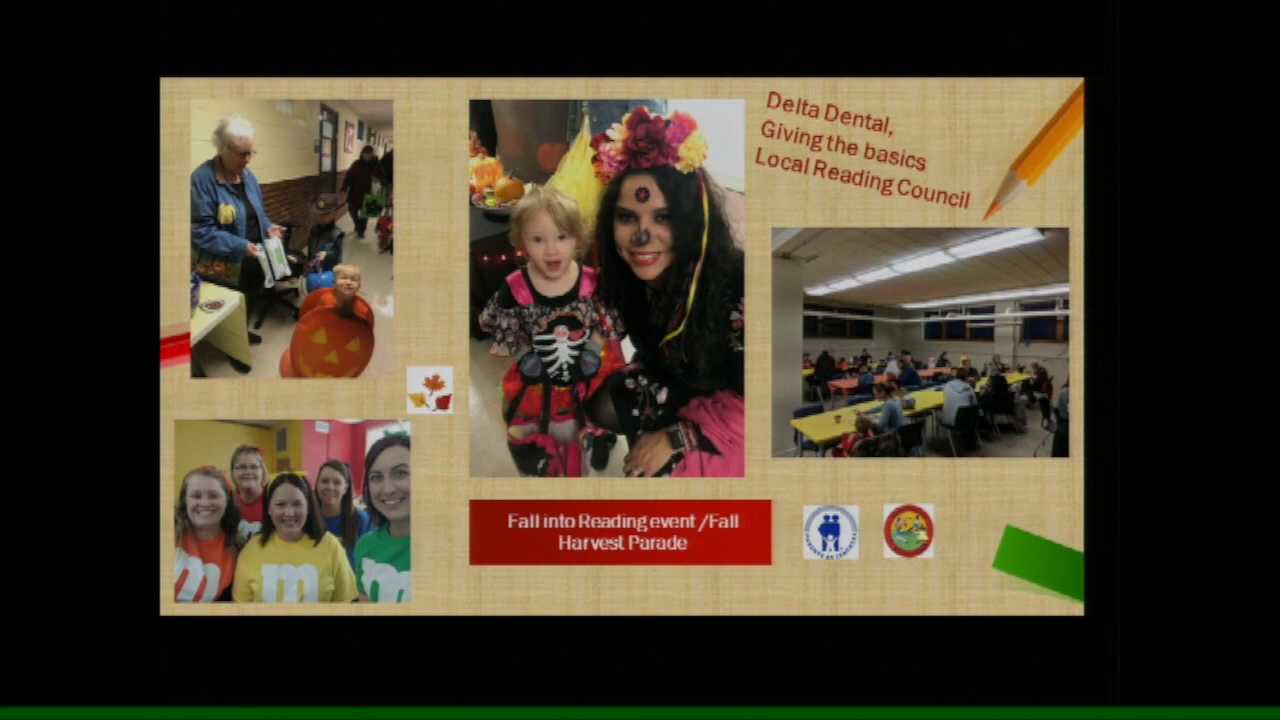 Delta Dental,
Giving the basics
Local Reading Council
Fall into Reading event /Fall
Harvest Parade
m
m
m